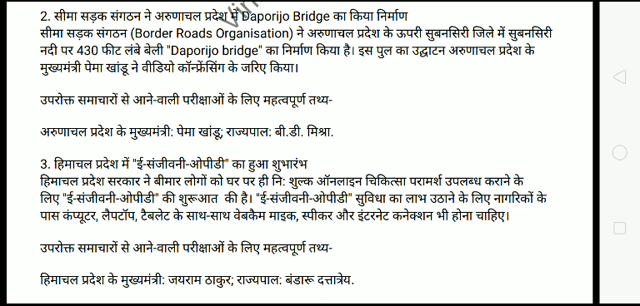 2. सीमा सड़क संगठन ने अरुणाचल प्रदेश में Daporijo Bridge का किया निर्माण
सीमा सड़क संगठन (Border Roads Organisation) ने अरुणाचल प्रदेश के ऊपरी सुबनसिरी जिले में सुबनसिरी
नदी पर 430 फीट लंबे बेली "Daporijo bridge" का निर्माण किया है। इस पुल का उद्घाटन अरुणाचल प्रदेश के
मुख्यमंत्री पेमा खांडू ने वीडियो कॉन्फ्रेंसिंग के जरिए किया।
उपरोक्त समाचारों से आने-वाली परीक्षाओं के लिए महत्वपूर्ण तथ्य-
अरुणाचल प्रदेश के मुख्यमंत्री: पेमा खांडू; राज्यपाल: बी.डी. मिश्रा.
3. हिमाचल प्रदेश में "ई-संजीवनी-ओपीडी" का हुआ शुभारंभ
हिमाचल प्रदेश सरकार ने बीमार लोगों को घर पर ही नि: शुल्क ऑनलाइन चिकित्सा परामर्श उपलब्ध कराने के
लिए "ई-संजीवनी-ओपीडी" की शुरूआत की है। "ई-संजीवनी-ओपीडी" सुविधा का लाभ उठाने के लिए नागरिकों के
पास कंप्यूटर, लैपटॉप, टैबलेट के साथ-साथ वेबकैम माइक, स्पीकर और इंटरनेट कनेक्शन भी होना चाहिए।
उपरोक्त समाचारों से आने-वाली परीक्षाओं के लिए महत्वपूर्ण तथ्य-
हिमाचल प्रदेश के मुख्यमंत्री: जयराम ठाकुर; राज्यपाल: बंडारू दत्तात्रेय.